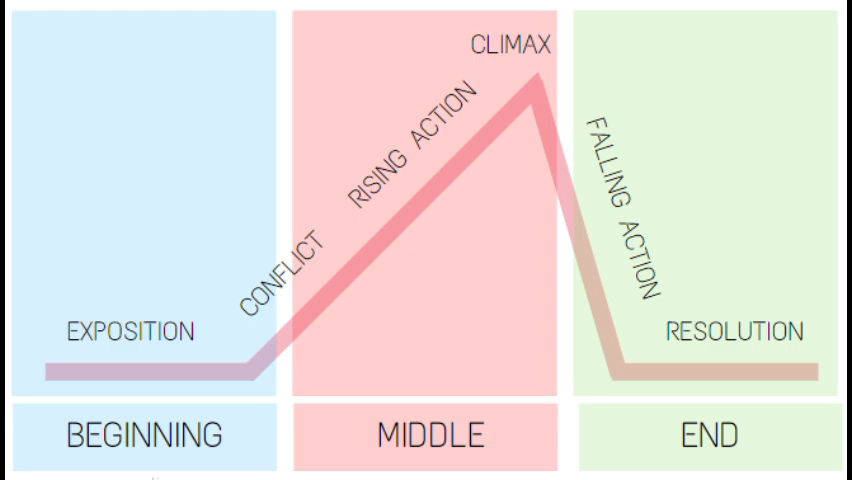 CLIMAX
RISING ACTION
FALLING ACTION
CONFLICT
EXPOSITION
RESOLUTION
BEGINNING
MIDDLE
END